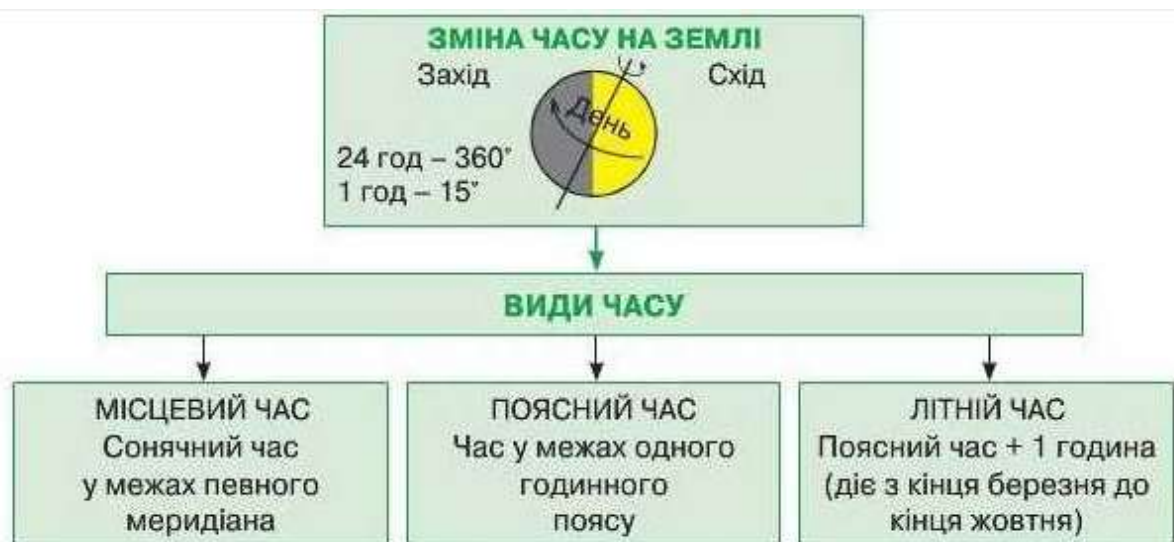 ЗМІНА ЧАСУ НА ЗЕМЛІ
Захід
Схід
День
24 год – 360°
1 год – 15°
ВИДИ ЧАСУ
МІСЦЕВИЙ ЧАС
Сонячний час
у межах певного
меридіана
ПОЯСНИЙ ЧАС
Час у межах одного
годинного
поясу
ЛІТНІЙ ЧАС
Поясний час + 1 година
(діє з кінця березня до
кінця жовтня)